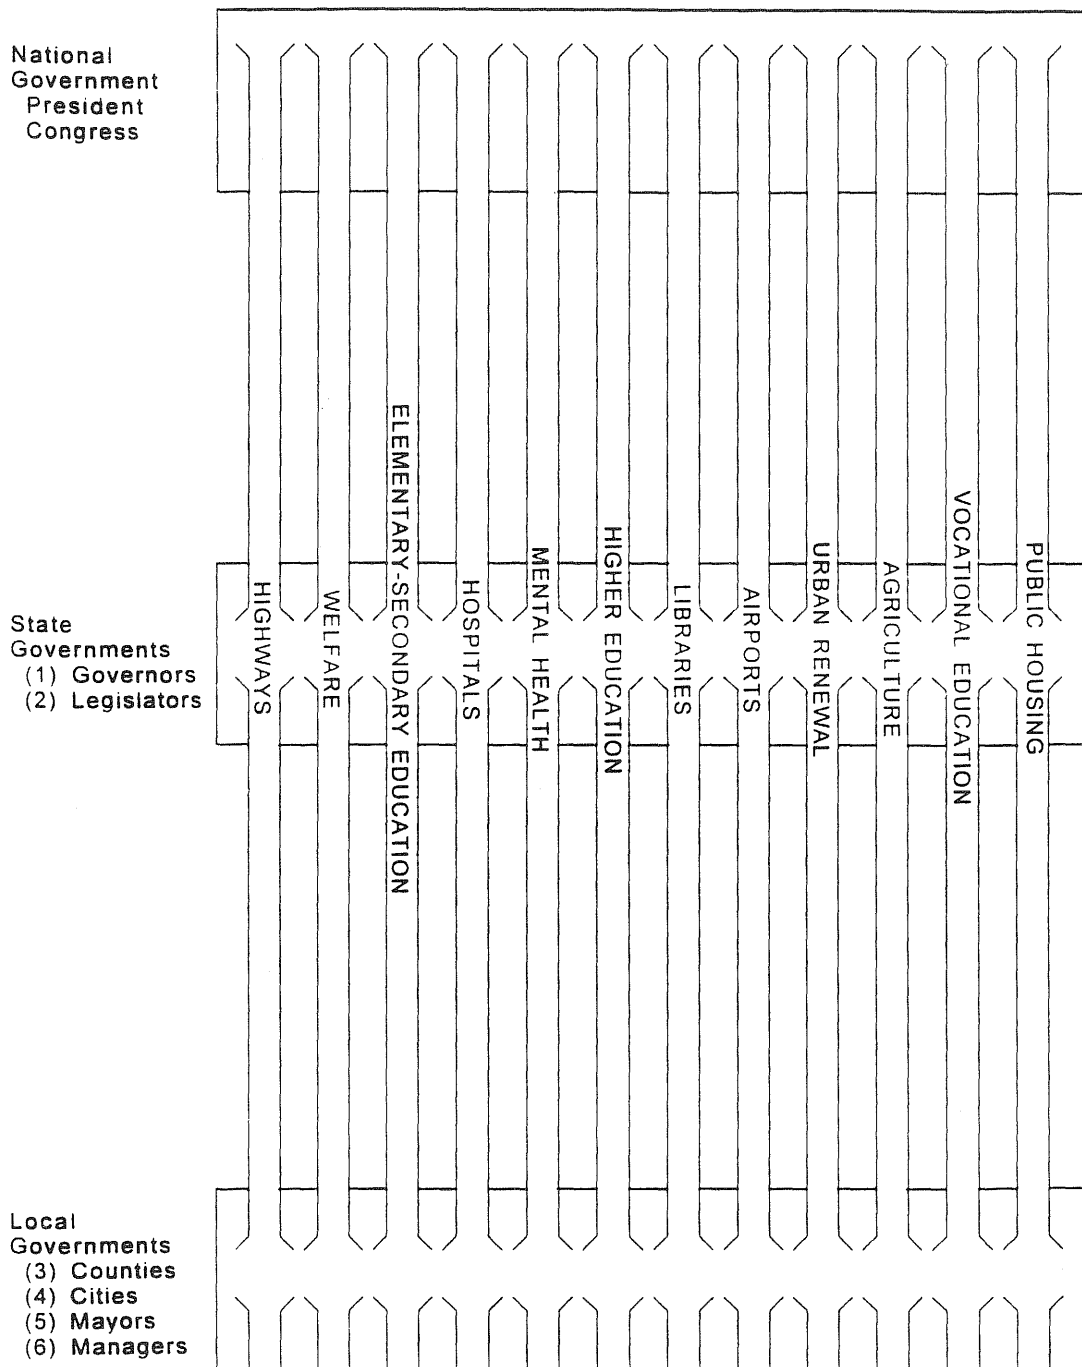 National
Government
President
Congress
State
Governments
(1) Governors
(2) Legislators
HIGHWAYS
WELFARE
ELEMENTARY-SECONDARY EDUCATION
HOSPITALS
MENTAL HEALTH
HIGHER EDUCATION
LIBRARIES
AIRPORTS
URBAN RENEWAL
AGRICULTURE
VOCATIONAL EDUCATION
PUBLIC HOUSING
Local
Governments
(3) Counties
(4) Cities
(5) Mayors
(6) Managers